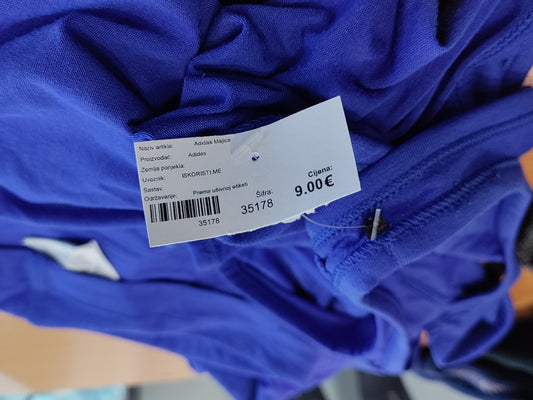 Naziv artikla: Adidas Majica
Proizvođač: Adidas
Zemlja porijekla:
Uvoznik: ISKORISTI.ME
Sastav:
Održavanje: Prema ušivnoj etiketi
Šifra:
35178
35178
Cijena:
9.00€